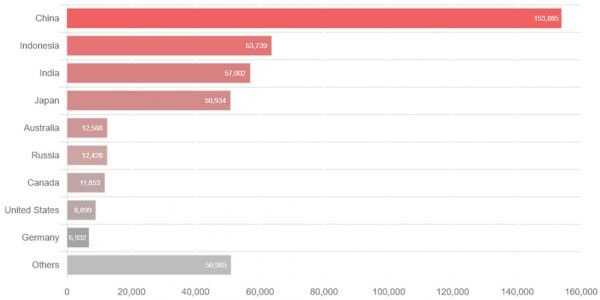 China 153,885
Indonesia 63,739
India 57,002
Japan 50,934
Australia 12,588
Russia 12,428
Canada 11,853
United States 8,899
Germany 6,932
Others 50,985
0 20,000 40,000 60,000 80,000 100,000 120,000 140,000 160,000